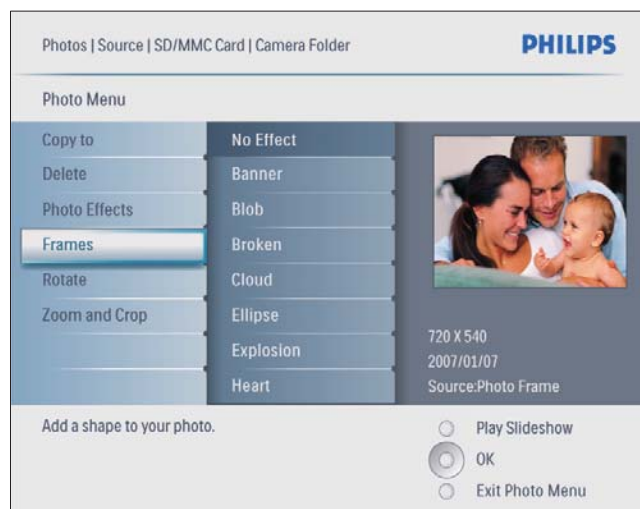 Photos | Source | SD/MMC Card | Camera Folder
PHILIPS
Photo Menu
Copy to
Delete
Photo Effects
Frames
Rotate
Zoom and Crop
No Effect
Banner
Blob
Broken
Cloud
Ellipse
Explosion
Heart
720 X 540
2007/01/07
Source:Photo Frame
Add a shape to your photo.
Play Slideshow
OK
Exit Photo Menu